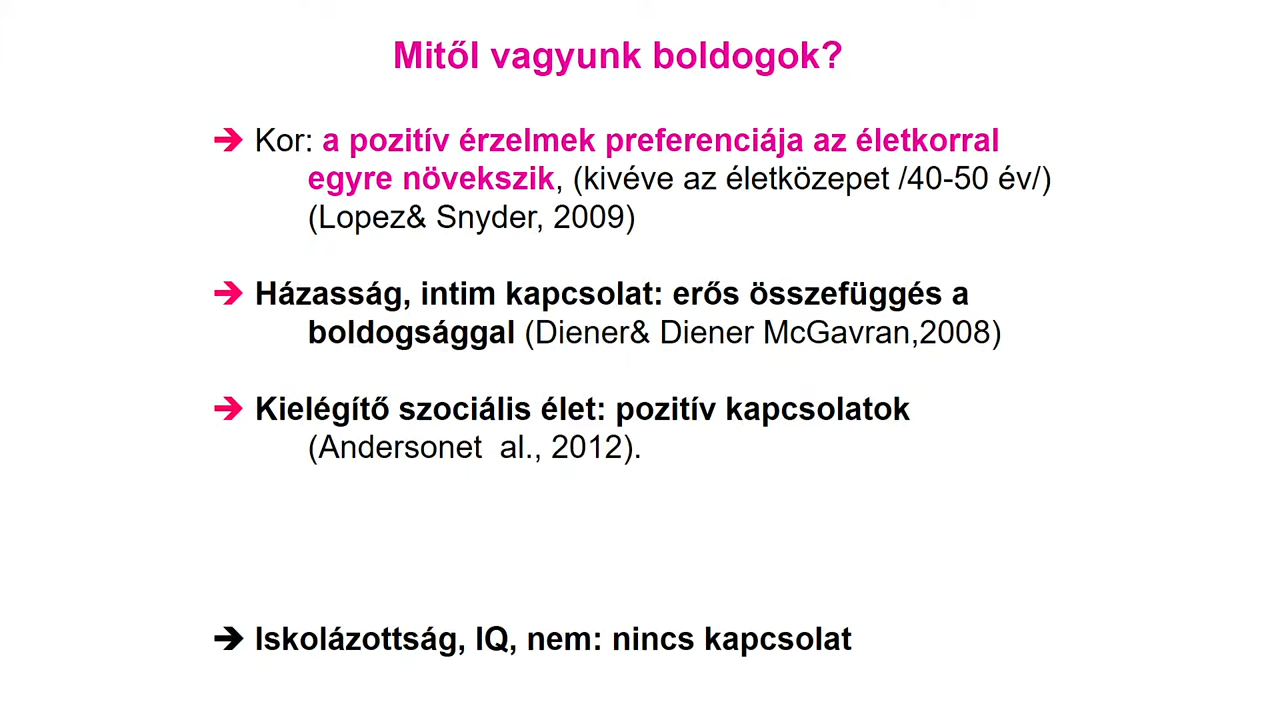 Mitől vagyunk boldogok?
➔ Kor: a pozitív érzelmek preferenciája az életkorral
egyre növekszik, (kivéve az életközepet /40-50 év/)
(Lopez& Snyder, 2009)
➔ Házasság, intim kapcsolat: erős összefüggés a
boldogsággal (Diener& Diener McGavran,2008)
➔ Kielégítő szociális élet: pozitív kapcsolatok
(Andersonet al., 2012).
➔ Iskolázottság, IQ, nem: nincs kapcsolat